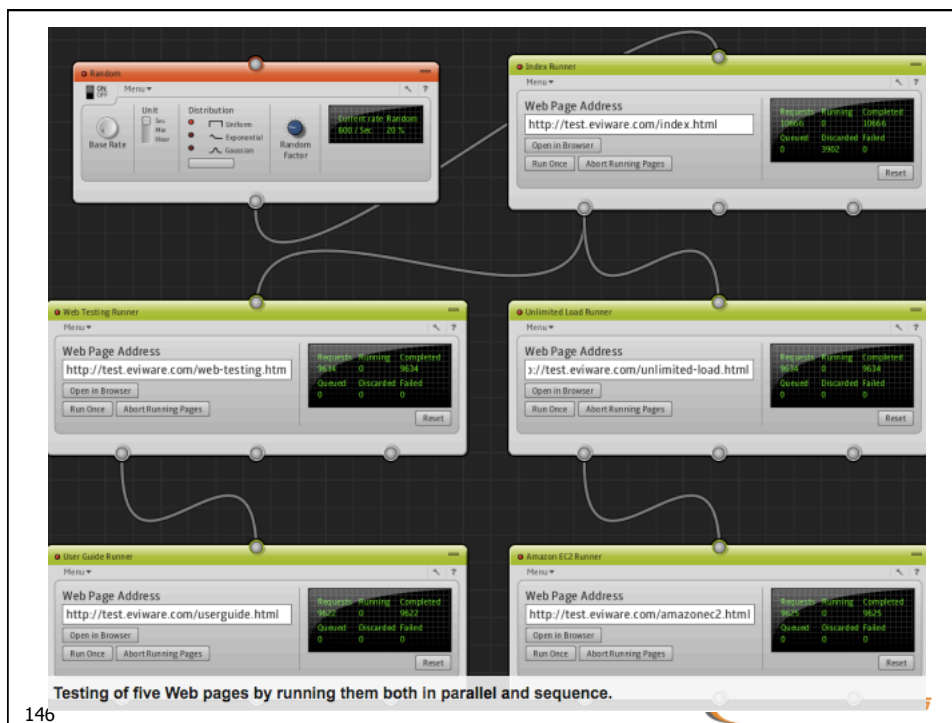 Random
ON
OFF
Menu
Base Rate
Unit
Sec
Min
Hour
Distribution
Uniform
Exponential
Gaussian
Random
Factor
Current rate Random
600 / Sec 20 %
?
Index Runner
Menu
?
Web Page Address
http://test.eviware.com/index.html
Open in Browser
Run Once Abort Running Pages
Requests Running Completed
10666 0 10666
Queued Discarded Failed
0 3902 0
Reset
Web Testing Runner
Menu
?
Web Page Address
http://test.eviware.com/web-testing.htm
Open in Browser
Run Once Abort Running Pages
Requests Running Completed
9634 0 9634
Queued Discarded Failed
0 0 0
Reset
Unlimited Load Runner
Menu
?
Web Page Address
://test.eviware.com/unlimited-load.html
Open in Browser
Run Once Abort Running Pages
Requests Running Completed
9634 0 9634
Queued Discarded Failed
0 0 0
Reset
User Guide Runner
Menu
?
Web Page Address
http://test.eviware.com/userguide.html
Open in Browser
Run Once Abort Running Pages
Requests Running Completed
9622 0 9622
Queued Discarded Failed
0 0 0
Reset
Amazon EC2 Runner
Menu
?
Web Page Address
http://test.eviware.com/amazonec2.html
Open in Browser
Run Once Abort Running Pages
Requests Running Completed
9625 0 9625
Queued Discarded Failed
0 0 0
Reset
Testing of five Web pages by running them both in parallel and sequence.
146